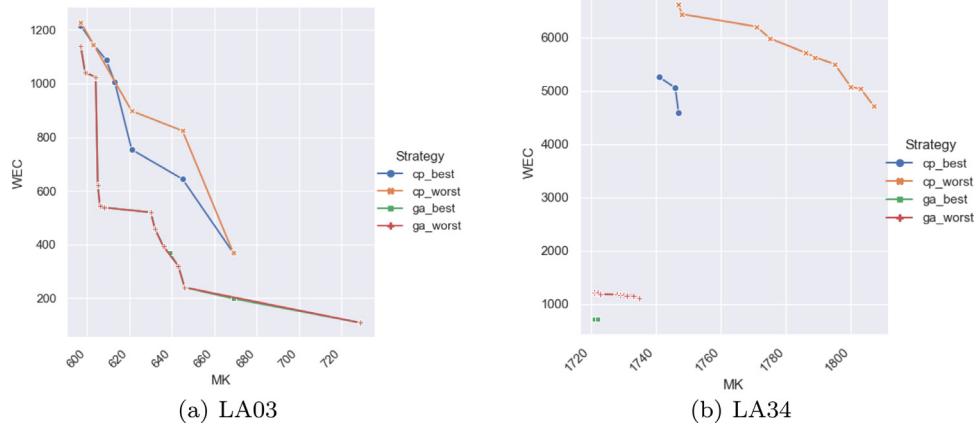 1200
1000
800
600
400
200
WEC
600
620
640
660
680
700
720
MK
Strategy
cp_best
cp_worst
ga_best
ga_worst
(a) LA03
6000
5000
4000
3000
2000
1000
WEC
1720
1740
1760
1780
1800
MK
Strategy
cp_best
cp_worst
ga_best
ga_worst
(b) LA34